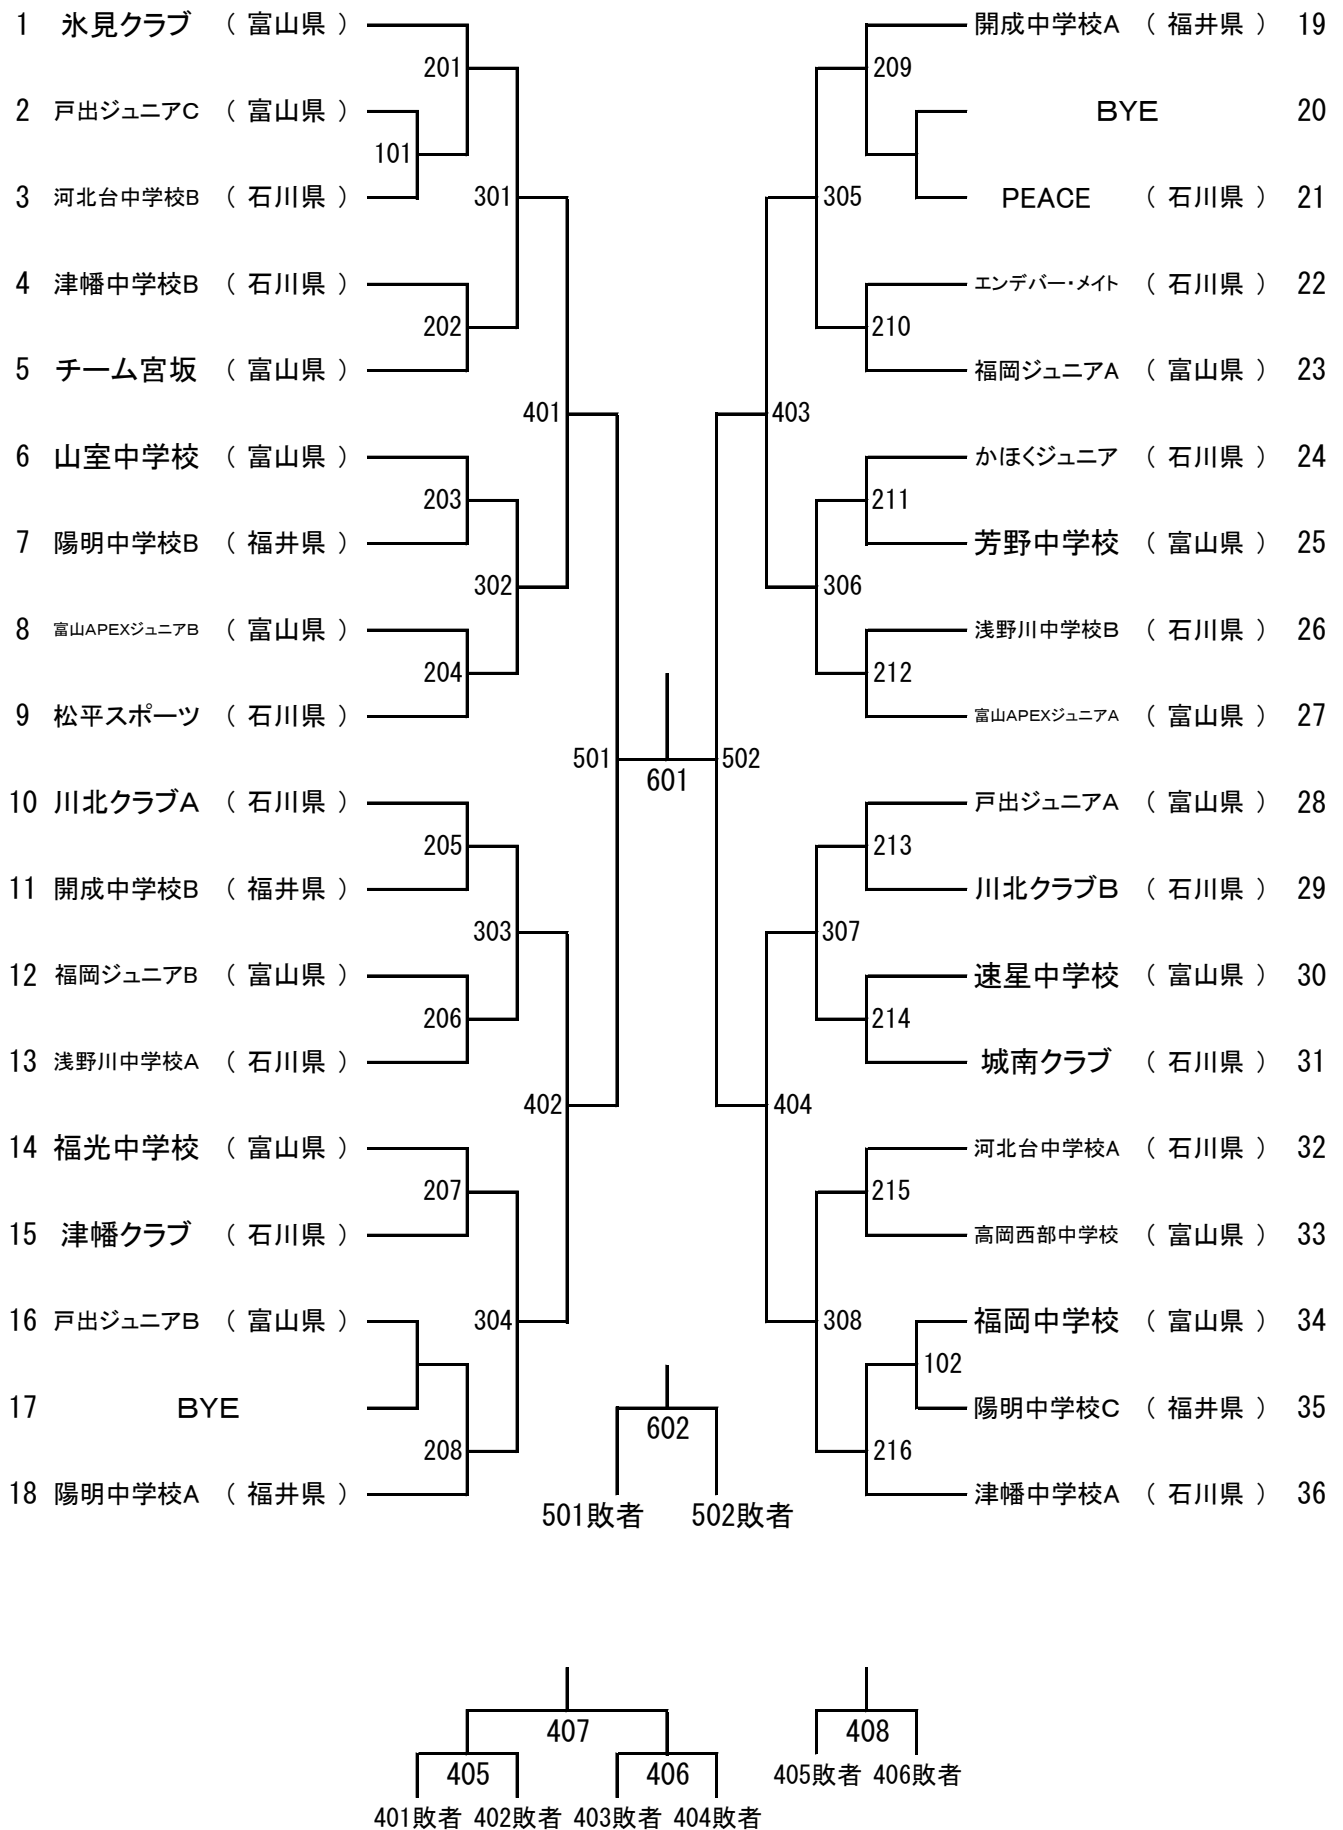 1 氷見クラブ （ 富山県 ）
201
2 戸出ジュニアC （ 富山県 ）
101
3 河北台中学校B （ 石川県 ）
301
4 津幡中学校B （ 石川県 ）
202
5 チーム宮坂 （ 富山県 ）
401
6 山室中学校 （ 富山県 ）
203
7 陽明中学校B （ 福井県 ）
302
8 富山APEXジュニアB （ 富山県 ）
204
9 松平スポーツ （ 石川県 ）
501
10 川北クラブA （ 石川県 ）
205
11 開成中学校B （ 福井県 ）
303
12 福岡ジュニアB （ 富山県 ）
206
13 浅野川中学校A （ 石川県 ）
402
14 福光中学校 （ 富山県 ）
207
15 津幡クラブ （ 石川県 ）
16 戸出ジュニアB （ 富山県 ）
304
17 BYE
208
18 陽明中学校A （ 福井県 ）
601
開成中学校A （ 福井県 ） 19
209
BYE 20
PEACE （ 石川県 ） 21
305
エンデバー・メイト （ 石川県 ） 22
210
福岡ジュニアA （ 富山県 ） 23
403
かほくジュニア （ 石川県 ） 24
211
芳野中学校 （ 富山県 ） 25
306
浅野川中学校B （ 石川県 ） 26
212
富山APEXジュニアA （ 富山県 ） 27
502
戸出ジュニアA （ 富山県 ） 28
213
川北クラブB （ 石川県 ） 29
307
速星中学校 （ 富山県 ） 30
214
城南クラブ （ 石川県 ） 31
404
河北台中学校A （ 石川県 ） 32
215
高岡西部中学校 （ 富山県 ） 33
308
福岡中学校 （ 富山県 ） 34
102
陽明中学校C （ 福井県 ） 35
216
津幡中学校A （ 石川県 ） 36
602
501敗者 502敗者
407
405 406
401敗者 402敗者 403敗者 404敗者
408
405敗者 406敗者